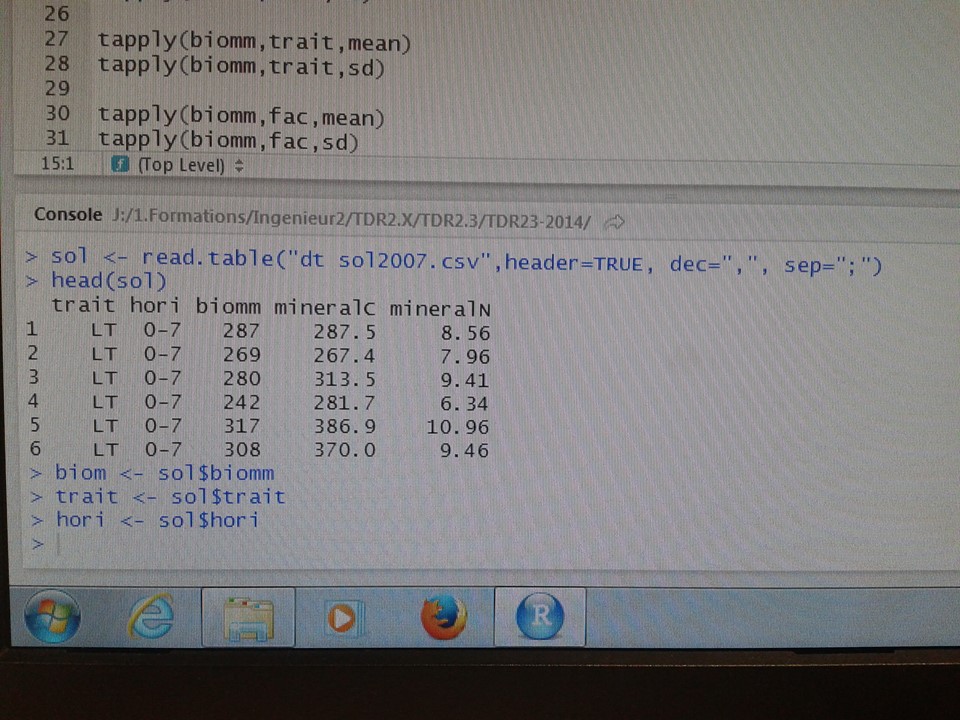 26
27 tapply(biomm,trait,mean)
28 tapply(biomm,trait,sd)
29
30 tapply(biomm,fac,mean)
31 tapply(biomm,fac,sd)
15:1 f (Top Level)
Console J:/1.Formations/Ingenieur2/TDR2.X/TDR2.3/TDR23-2014/
> sol <- read.table("dt sol2007.csv",header=TRUE, dec=",", sep=";")
> head(sol)
trait hori biomm mineralC mineralN
1 LT 0-7 287 287.5 8.56
2 LT 0-7 269 267.4 7.96
3 LT 0-7 280 313.5 9.41
4 LT 0-7 242 281.7 6.34
5 LT 0-7 317 386.9 10.96
6 LT 0-7 308 370.0 9.46
> biom <- sol$biomm
> trait <- sol$trait
> hori <- sol$hori
>
R